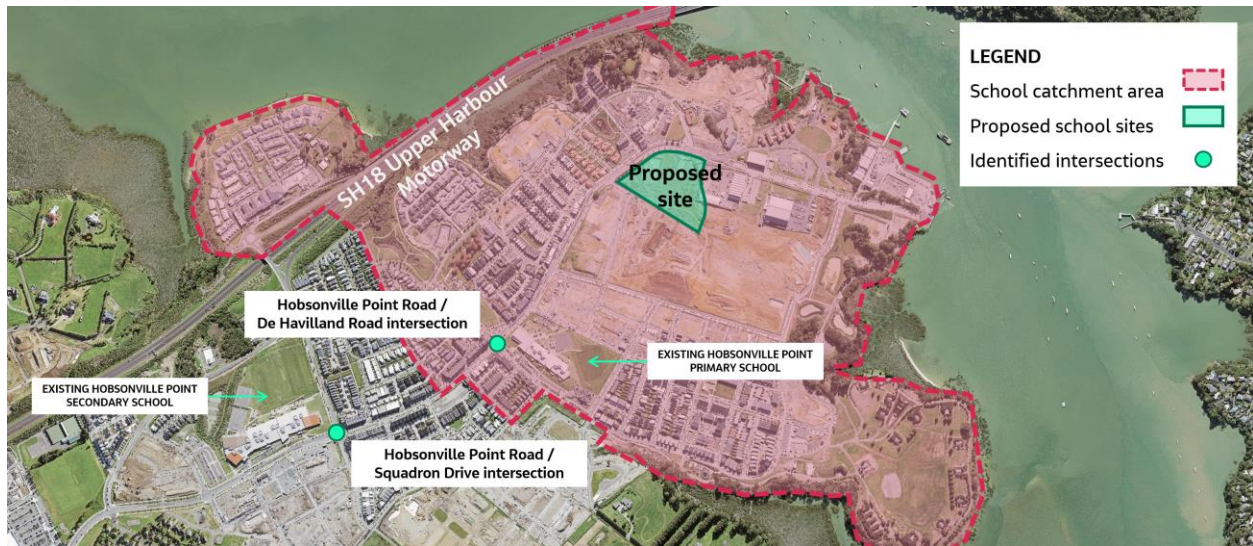 SH18 Upper Harbour
Motorway
Proposed
site
LEGEND
School catchment area
Proposed school sites
Identified intersections
Hobsonville Point Road /
De Havilland Road intersection
EXISTING HOBSONVILLE POINT
PRIMARY SCHOOL
EXISTING HOBSONVILLE POINT
SECONDARY SCHOOL
Hobsonville Point Road /
Squadron Drive intersection